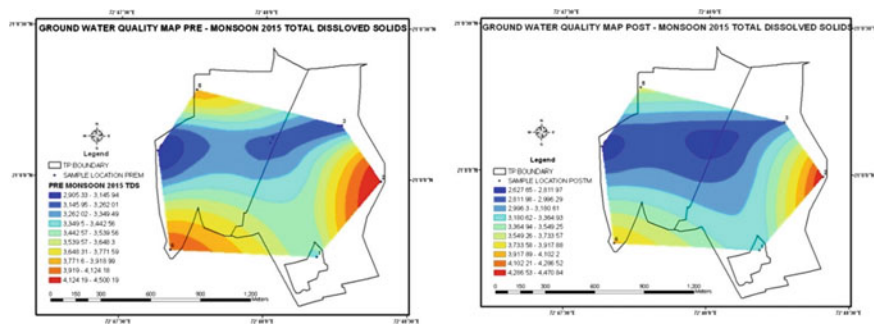 GROUND WATER QUALITY MAP PRE - MONSOON 2015 TOTAL DISSLOVED SOLIDS
Legend
TP BOUNDARY
SAMPLE LOCATION PREM
PRE MONSOON 2015 TDS
2,905.33 - 3,145.94
3,145.95 - 3,262.01
3,262.02 - 3,349.49
3,349.5 - 3,442.56
3,442.57 - 3,539.56
3,539.57 - 3,648.3
3,648.31 - 3,771.59
3,771.6 - 3,918.99
3,919 - 4,124.18
4,124.19 - 4,500.19
0 150 300 600 900 1,200
Meters
GROUND WATER QUALITY MAP POST - MONSOON 2015 TOTAL DISSLOVED SOLIDS
Legend
TP BOUNDARY
SAMPLE LOCATION POSTM
2,627.65 - 2,811.97
2,811.98 - 2,996.29
2,996.3 - 3,180.61
3,180.62 - 3,364.93
3,364.94 - 3,549.25
3,549.26 - 3,733.57
3,733.58 - 3,917.88
3,917.89 - 4,102.2
4,102.21 - 4,286.52
4,286.53 - 4,470.84
0 150 300 600 900 1,200
Meters